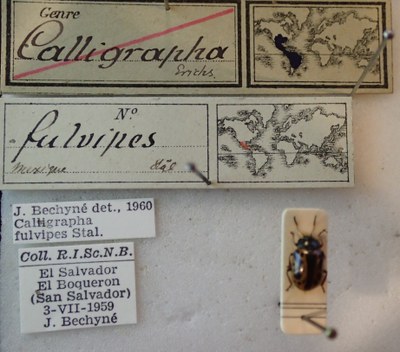 Genre
Calligrapha
Erichs.
N°
fulvipes
Mexique Stål
J. Bechyné det., 1960
Calligrapha
fulvipes Stal.
Coll. R.I.Sc.N.B.
El Salvador
El Boqueron
(San Salvador)
3-VII-1959
J. Bechyné